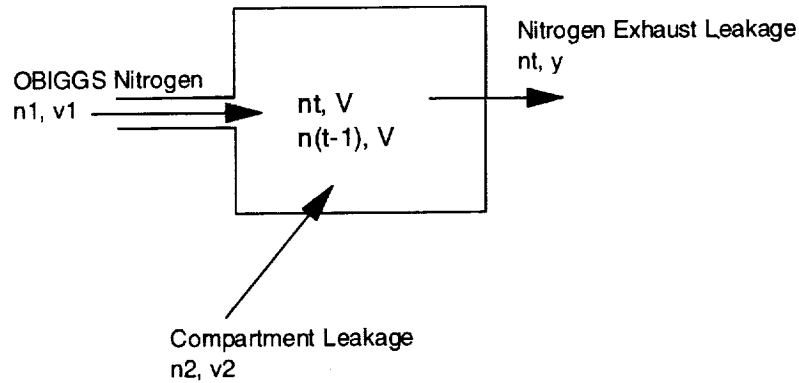 Nitrogen Exhaust Leakage
nt, y
OBIGGS Nitrogen
n1, v1
nt, V
n(t-1), V
Compartment Leakage
n2, v2